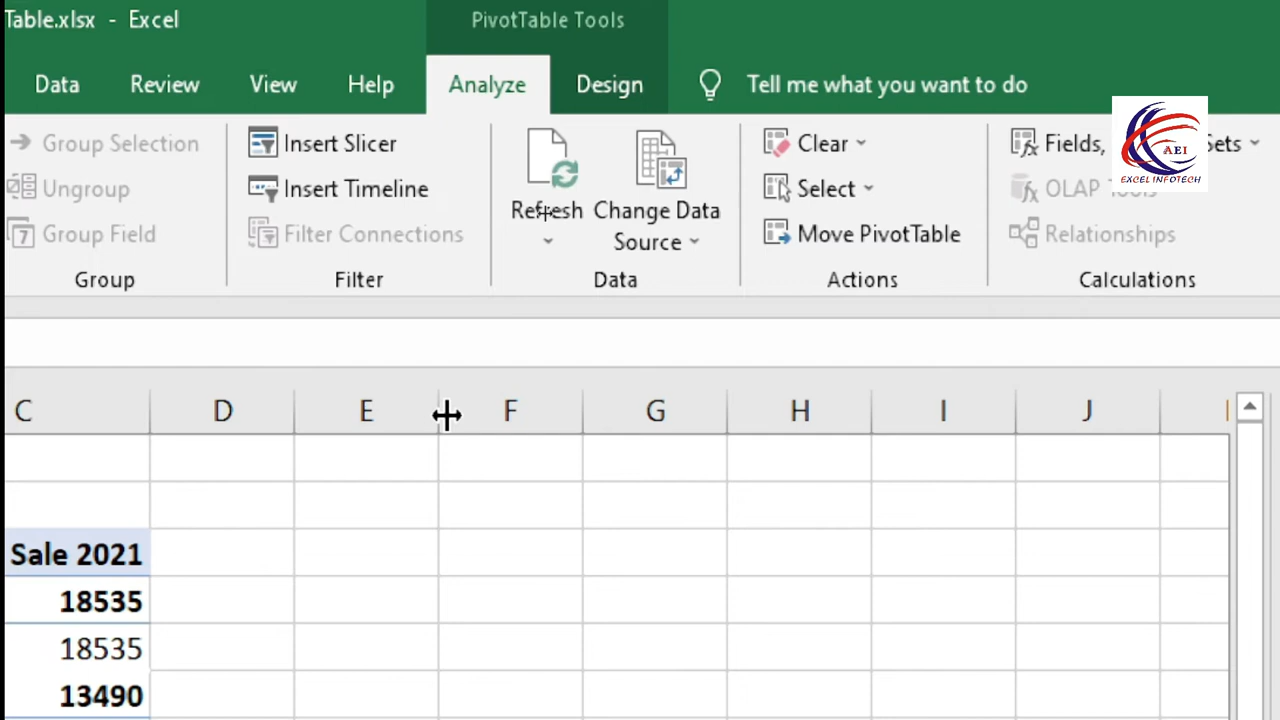 Table.xlsx - Excel
PivotTable Tools
Data Review View Help Analyze Design Tell me what you want to do
Group Selection
Ungroup
7 Group Field
Group
Insert Slicer
Insert Timeline
Filter Connections
Filter
Refresh
Change Data
Source
Data
Clear
Select
Move PivotTable
Actions
Fields,
OLAP
Relationships
Calculations
AEI
EXCEL INFOTECH
C D E F G H I J
Sale 2021
18535
18535
13490